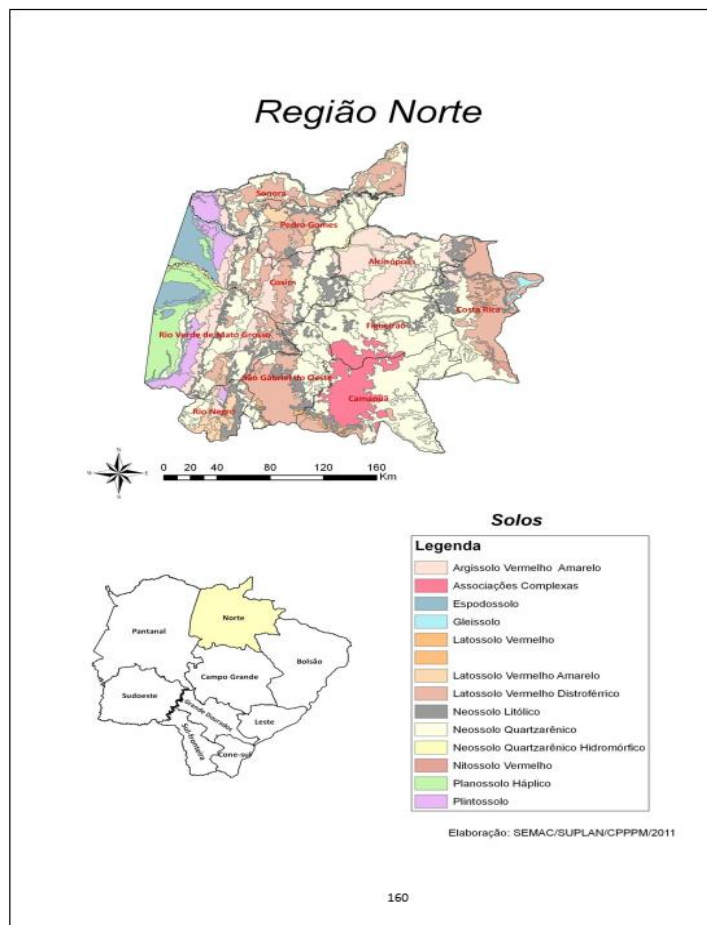 Região Norte
Sonora
Pedro Gomes
Alcinópolis
Coxim
Costa Rica
Figueirão
Rio Verde de Mato Grosso
São Gabriel do Oeste
Camapuã
Rio Negro
N
W
E
S
0 10 20 40 80 120 160
Km
Solos
Legenda
Argissolo Vermelho Amarelo
Associações Complexas
Espodossolo
Gleissolo
Latossolo Vermelho
Latossolo Vermelho Amarelo
Latossolo Vermelho Distroférrico
Neossolo Litólico
Neossolo Quartzarênico
Neossolo Quartzarênico Hidromórfico
Nitossolo Vermelho
Planossolo Háplico
Plintossolo
Norte
Pantanal
Bolsão
Campo Grande
Sudoeste
Grande Dourados
Leste
Sul-fronteira
Cone-sul
Elaboração: SEMAC/SUPLAN/CPPPM/2011
160